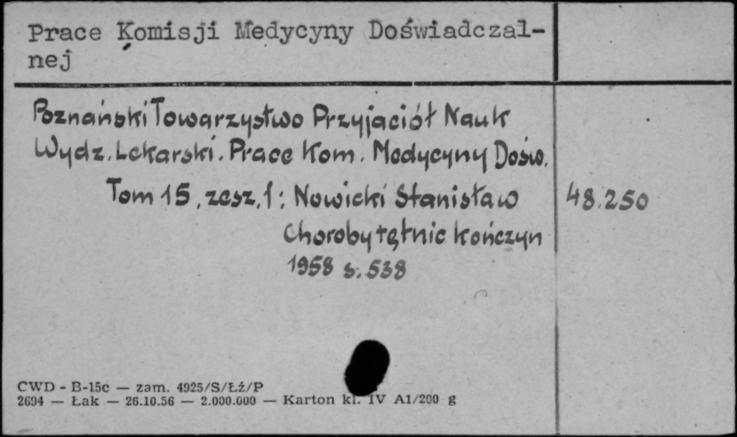 Prace Komisji Medycyny Doświadczal-
nej
Poznański Towarzystwo Przyjaciół Nauk
Wydz. Lekarski. Prace Kom. Medycyny Dośw.
Tom 15, zesz. 1: Nowicki Stanisław
48.250
Choroby tętnic kończyn
1958 s. 538
CWD - B-15c — zam. 4925/S/Łź/P
2694 — Łak — 26.10.56 — 2.000.000 — Karton kl. IV A1/200 g